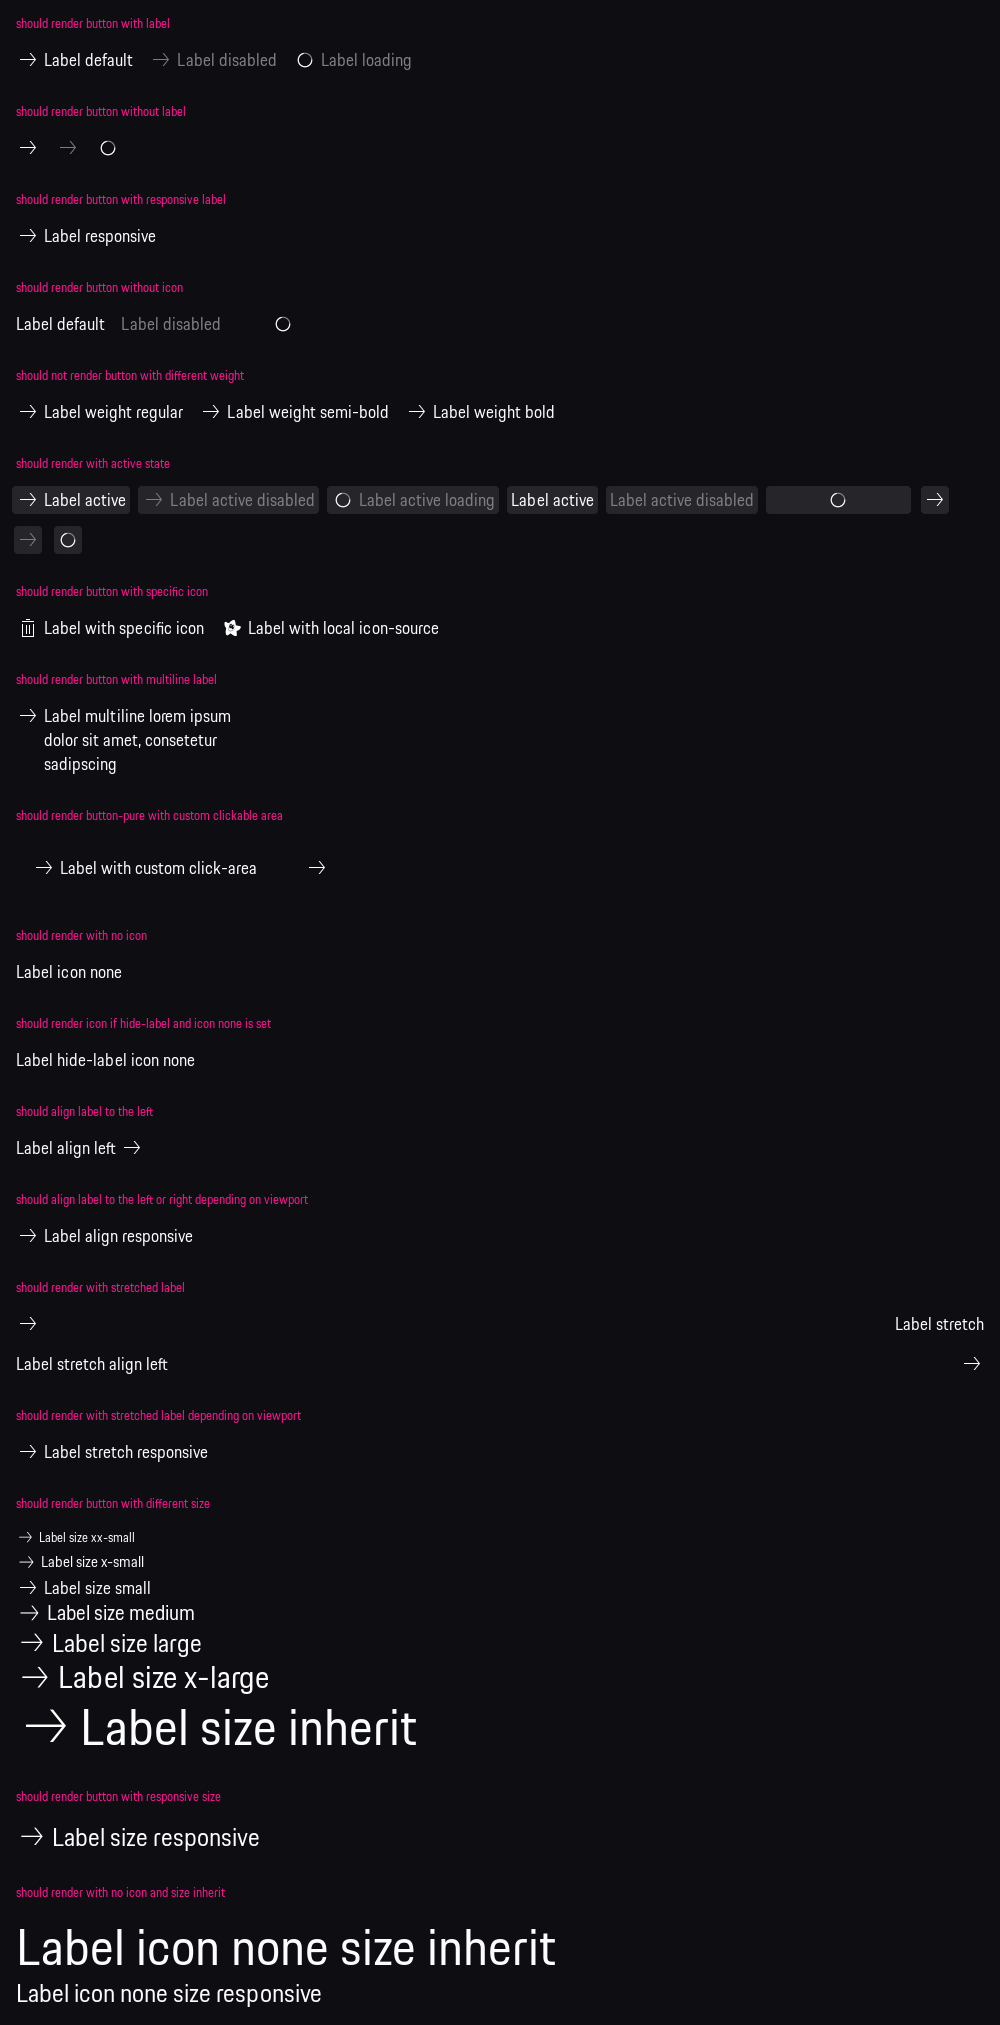 should render button with label
Label default Label disabled Label loading
should render button without label
should render button with responsive label
Label responsive
should render button without icon
Label default Label disabled
should not render button with different weight
Label weight regular Label weight semi-bold Label weight bold
should render with active state
Label active Label active disabled Label active loading Label active Label active disabled
should render button with specific icon
Label with specific icon Label with local icon-source
should render button with multiline label
Label multiline lorem ipsum
dolor sit amet, consetetur
sadipscing
should render button-pure with custom clickable area
Label with custom click-area
should render with no icon
Label icon none
should render icon if hide-label and icon none is set
Label hide-label icon none
should align label to the left
Label align left
should align label to the left or right depending on viewport
Label align responsive
should render with stretched label
Label stretch
Label stretch align left
should render with stretched label depending on viewport
Label stretch responsive
should render button with different size
Label size xx-small
Label size x-small
Label size small
Label size medium
Label size large
Label size x-large
Label size inherit
should render button with responsive size
Label size responsive
should render with no icon and size inherit
Label icon none size inherit
Label icon none size responsive